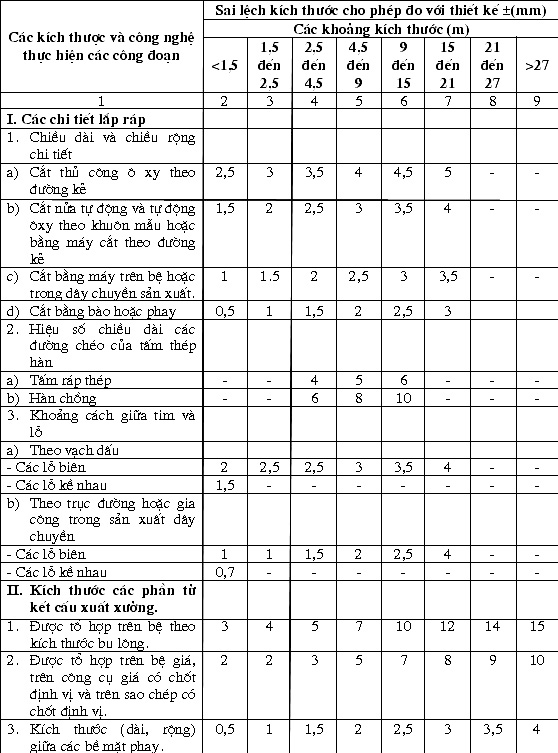 Các kích thước và công nghệ
thực hiện các công đoạn
Sai lệch kích thước cho phép đo với thiết kế ±(mm)
Các khoảng kích thước (m)
<1.5 1.5 đến 2.5 2.5 đến 4.5 4.5 đến 9 9 đến 15 15 đến 21 21 đến 27 >27
1 2 3 4 5 6 7 8 9
I. Các chi tiết lắp ráp
1. Chiều dài và chiều rộng
chi tiết
a) Cắt thủ công ô xy theo 2,5 3 3,5 4 4,5 5 - -
đường kẻ
b) Cắt nửa tự động và tự động 1,5 2 2,5 3 3,5 4 - -
ôxy theo khuôn mẫu hoặc
bằng máy cắt theo đường
kẻ
c) Cắt bằng máy trên bệ hoặc 1 1.5 2 2,5 3 3,5 - -
trong dây chuyền sản xuất.
d) Cắt bằng bào hoặc phay 0,5 1 1,5 2 2,5 3
2. Hiệu số chiều dài các
đường chéo của tấm thép
hàn
a) Tấm ráp thép - - 4 5 6 - - -
b) Hàn chồng - - 6 8 10 - - -
3. Khoảng cách giữa tim và
lỗ
a) Theo vạch dấu
- Các lỗ biên 2 2,5 2,5 3 3,5 4 - -
- Các lỗ kề nhau 1,5 - - - - - - -
b) Theo trục đường hoặc gia
công trong sản xuất dây
chuyền
- Các lỗ biên 1 1 1,5 2 2,5 4 - -
- Các lỗ kề nhau 0,7 - - - - - - -
II. Kích thước các phần tử
kết cấu xuất xưởng.
1. Được tổ hợp trên bệ theo 3 4 5 7 10 12 14 15
kích thước bu lông.
2. Được tổ hợp trên bệ giá, 2 2 3 5 7 8 9 10
trên công cụ giá có chốt
định vị và trên sao chép có
chốt định vị.
3. Kích thước (dài, rộng) 0,5 1 1,5 2 2,5 3 3,5 4
giữa các bề mặt phay.